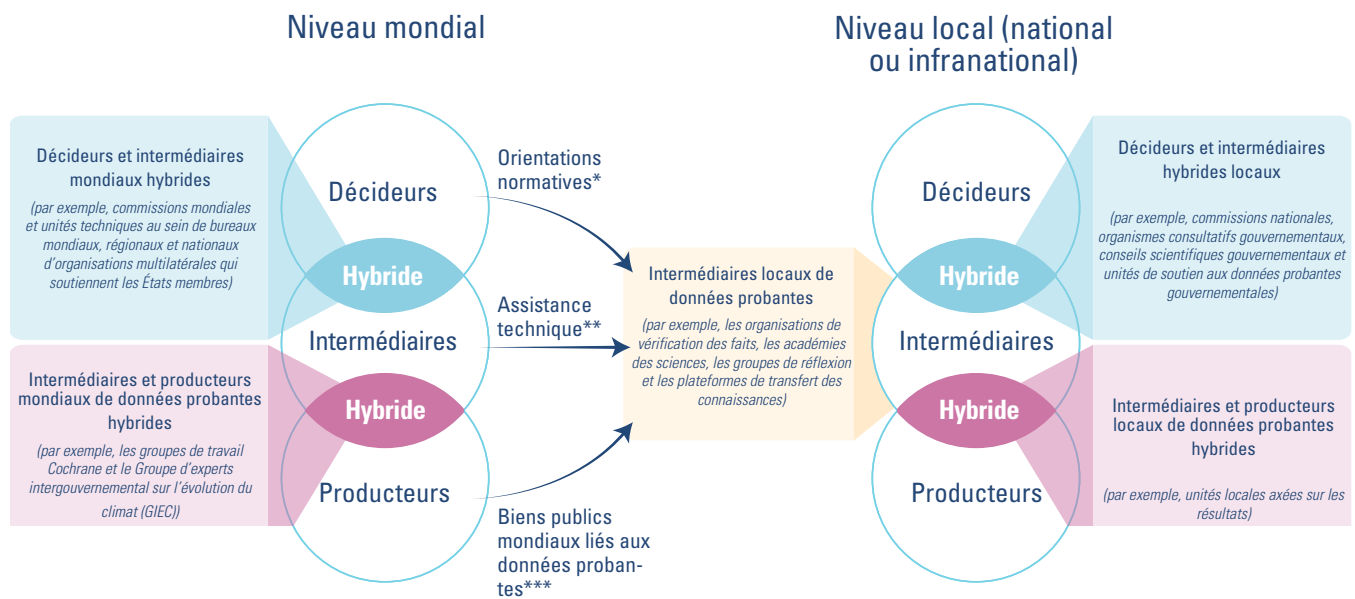 Niveau mondial
Niveau local (national
ou infranational)
Décideurs et intermédiaires
mondiaux hybrides
(par exemple, commissions mondiales
et unités techniques au sein de bureaux
mondiaux, régionaux et nationaux
d'organisations multilatérales qui
soutiennent les États membres)
Intermédiaires et producteurs
mondiaux de données probantes
hybrides
(par exemple, les groupes de travail
Cochrane et le Groupe d'experts
intergouvernemental sur l'évolution du
climat (GIEC))
Décideurs
Hybride
Intermédiaires
Hybride
Producteurs
Orientations
normatives*
Assistance
technique**
Biens publics
mondiaux liés aux
données proban-
tes***
Intermédiaires locaux de
données probantes
(par exemple, les organisations de
vérification des faits, les académies
des sciences, les groupes de réflexion
et les plateformes de transfert des
connaissances)
Décideurs
Hybride
Intermédiaires
Hybride
Producteurs
Décideurs et intermédiaires
hybrides locaux
(par exemple, commissions nationales,
organismes consultatifs gouvernementaux,
conseils scientifiques gouvernementaux et
unités de soutien aux données probantes
gouvernementales)
Intermédiaires et producteurs
locaux de données probantes
hybrides
(par exemple, unités locales axées sur les
résultats)